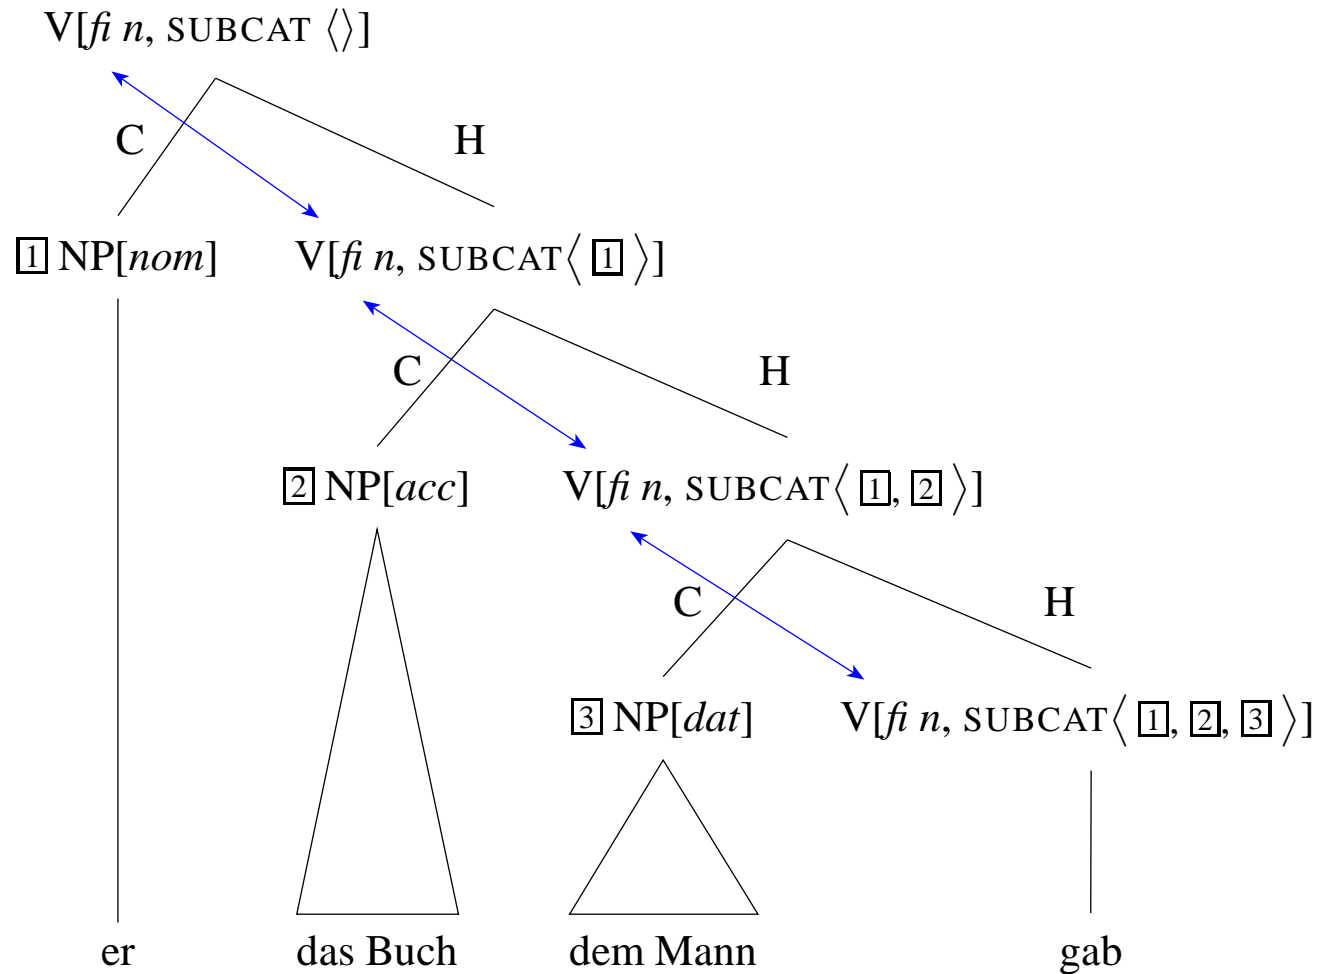 V[fin, SUBCAT ⟨⟩]
C H
1 NP[nom] V[fin, SUBCAT⟨ 1 ⟩]
C H
2 NP[acc] V[fin, SUBCAT⟨ 1, 2 ⟩]
C H
3 NP[dat] V[fin, SUBCAT⟨ 1, 2, 3 ⟩]
er das Buch dem Mann gab